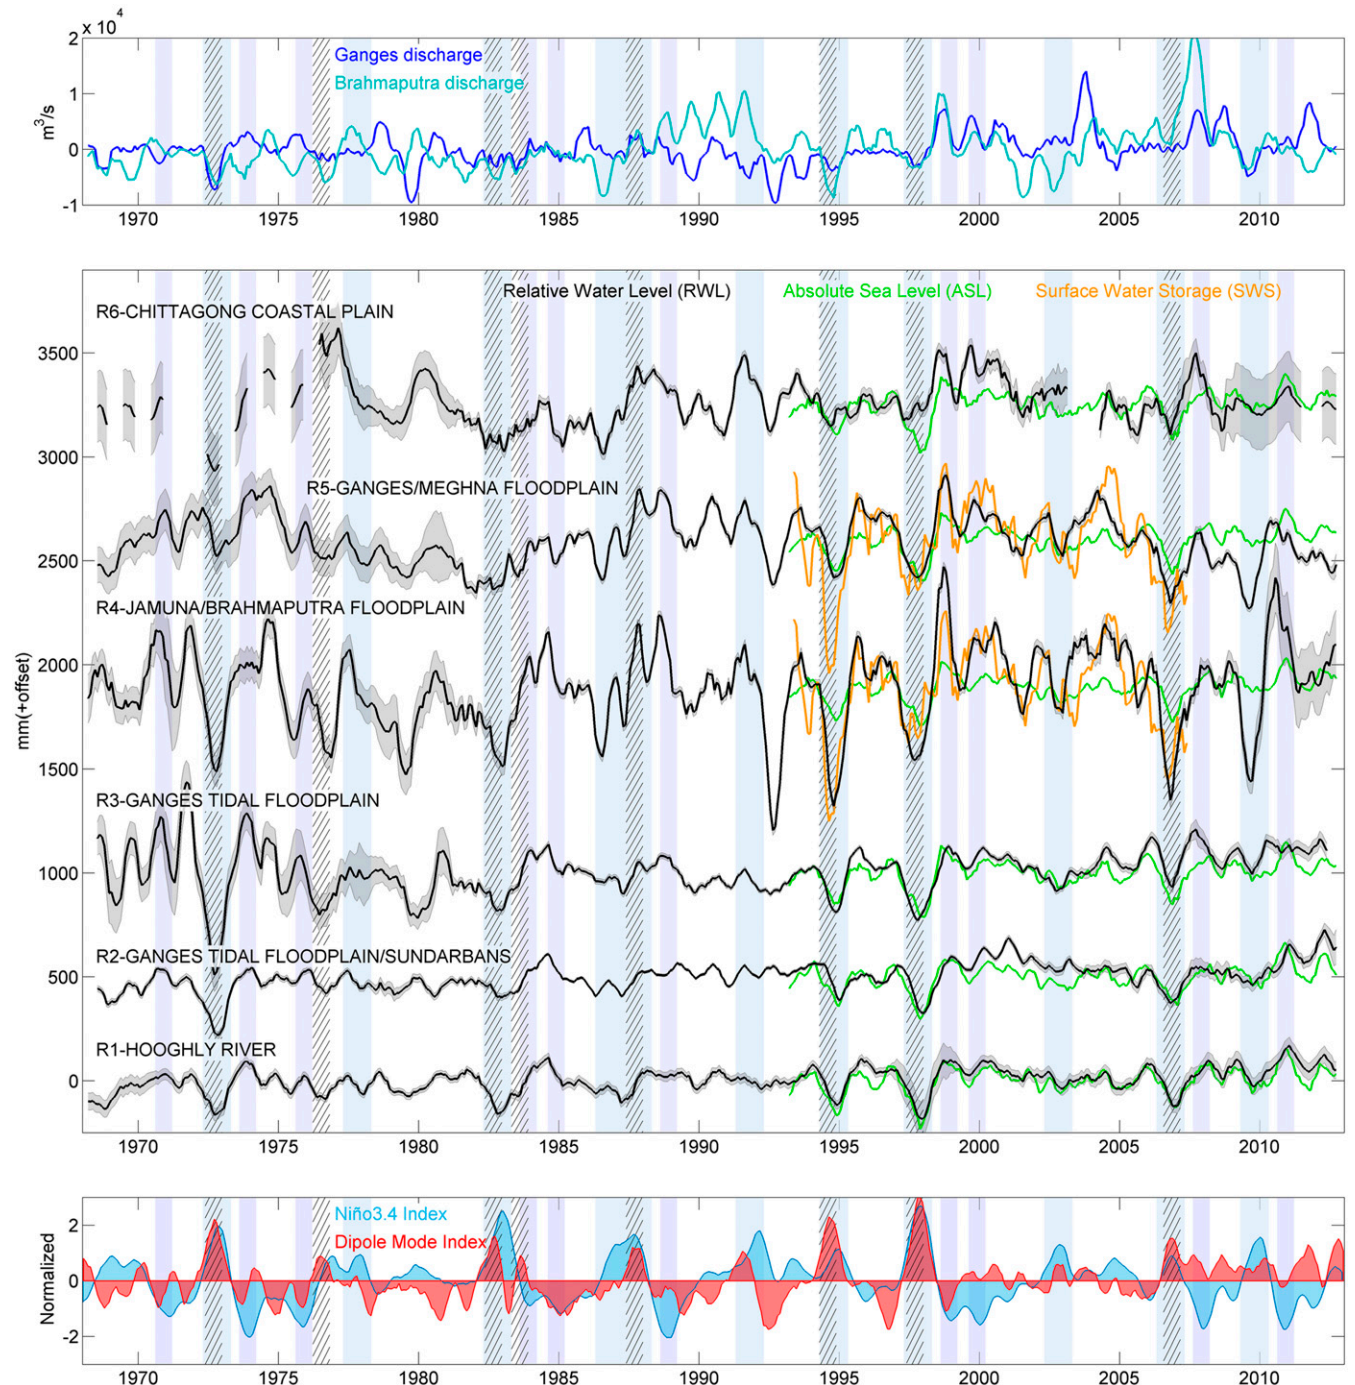 x 10⁴
2
1
0
-1
m³/s
Ganges discharge
Brahmaputra discharge
1970 1975 1980 1985 1990 1995 2000 2005 2010
Relative Water Level (RWL) Absolute Sea Level (ASL) Surface Water Storage (SWS)
R6-CHITTAGONG COASTAL PLAIN
3500
3000
R5-GANGES/MEGHNA FLOODPLAIN
2500
R4-JAMUNA/BRAHMAPUTRA FLOODPLAIN
2000
mm(+offset)
1500
R3-GANGES TIDAL FLOODPLAIN
1000
R2-GANGES TIDAL FLOODPLAIN/SUNDARBANS
500
R1-HOOGHLY RIVER
0
1970 1975 1980 1985 1990 1995 2000 2005 2010
Niño3.4 Index
Dipole Mode Index
2
0
-2
Normalized
1970 1975 1980 1985 1990 1995 2000 2005 2010